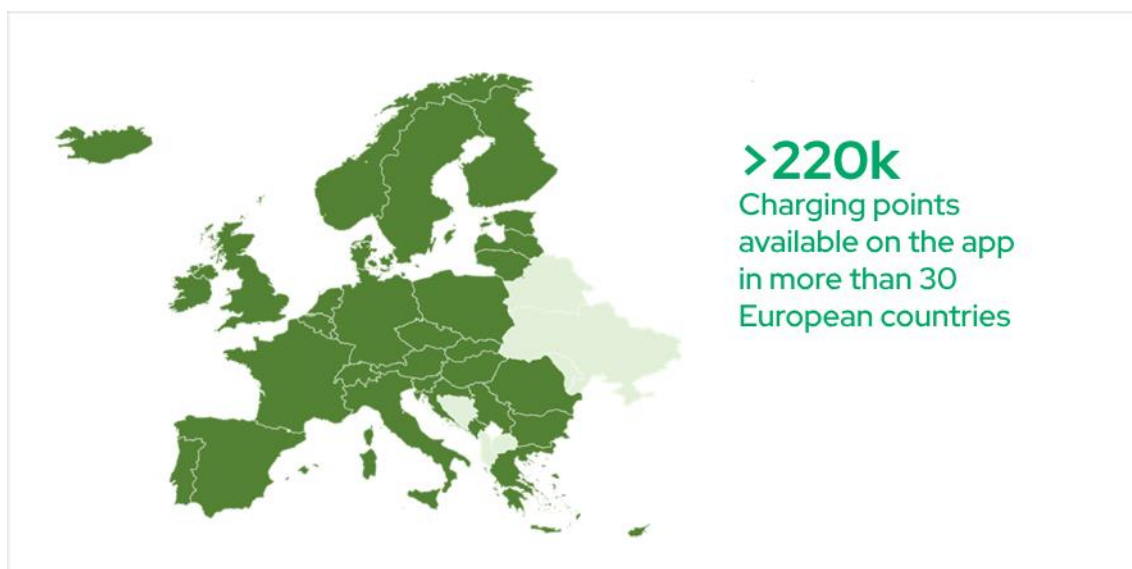 >220k
Charging points
available on the app
in more than 30
European countries